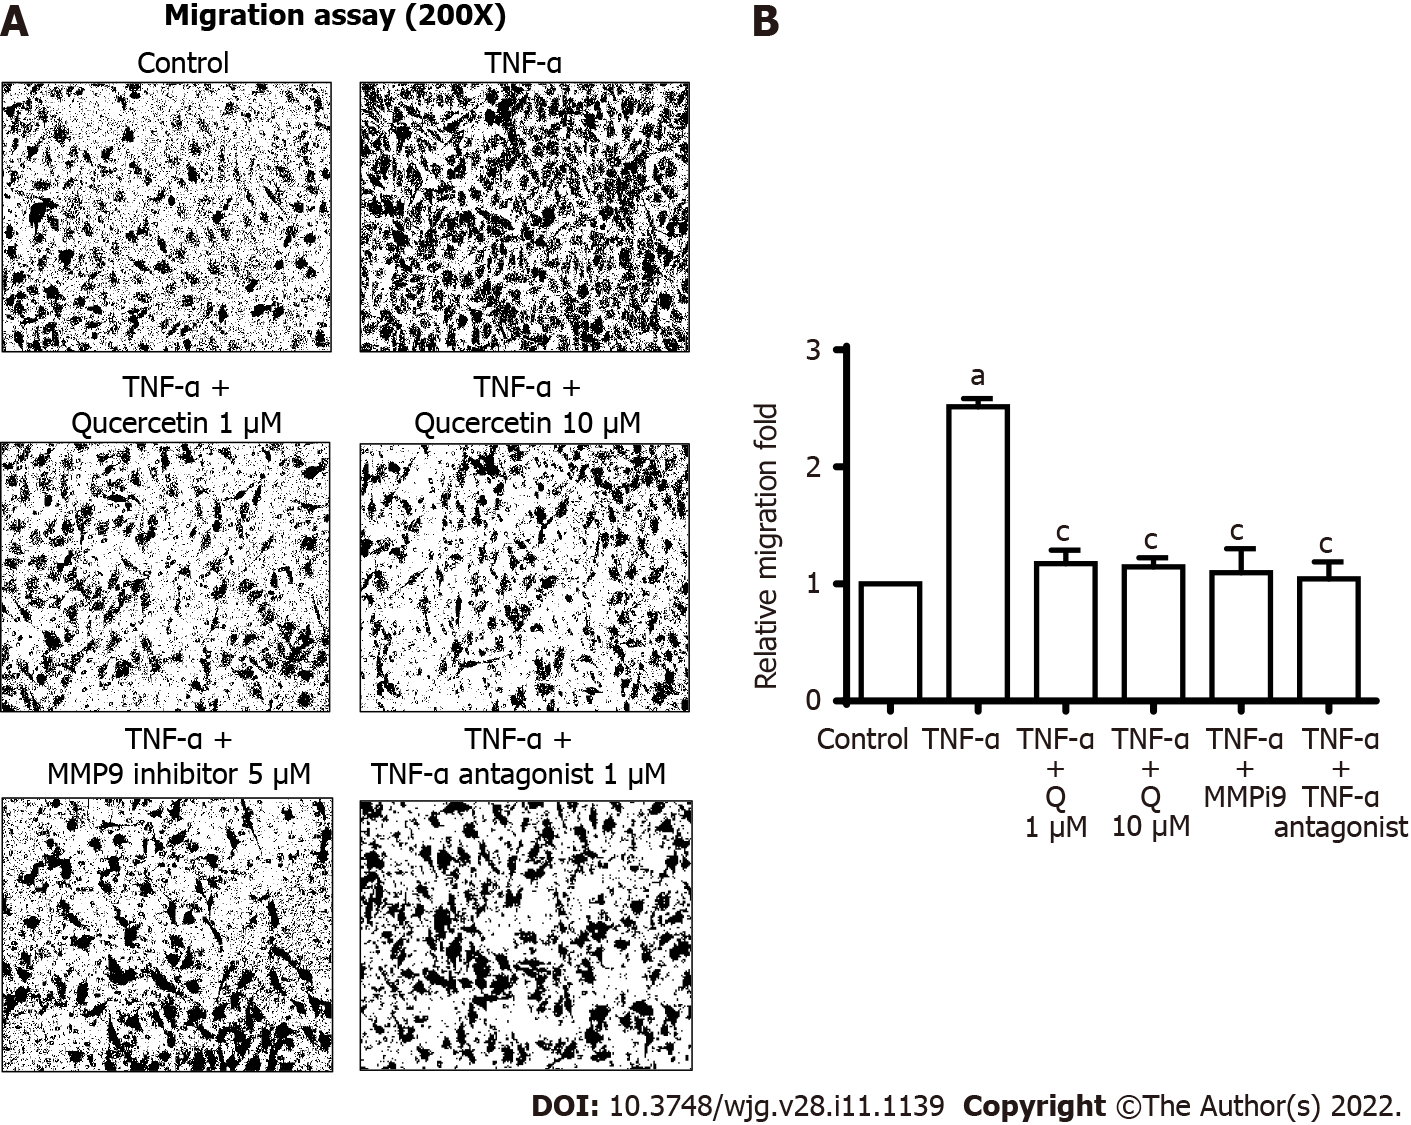 A
Migration assay (200X)
Control
TNF-α
TNF-α +
Qucercetin 1 µM
TNF-α +
Qucercetin 10 µM
TNF-α +
MMP9 inhibitor 5 µM
TNF-α +
TNF-α antagonist 1 µM
B
Relative migration fold
3
2
1
0
a
c
c
c
c
Control
TNF-α
TNF-α
+
Q
1 µM
TNF-α
+
Q
10 µM
TNF-α
+
MMPi9
TNF-α
+
TNF-α
antagonist
DOI: 10.3748/wjg.v28.i11.1139 Copyright ©The Author(s) 2022.